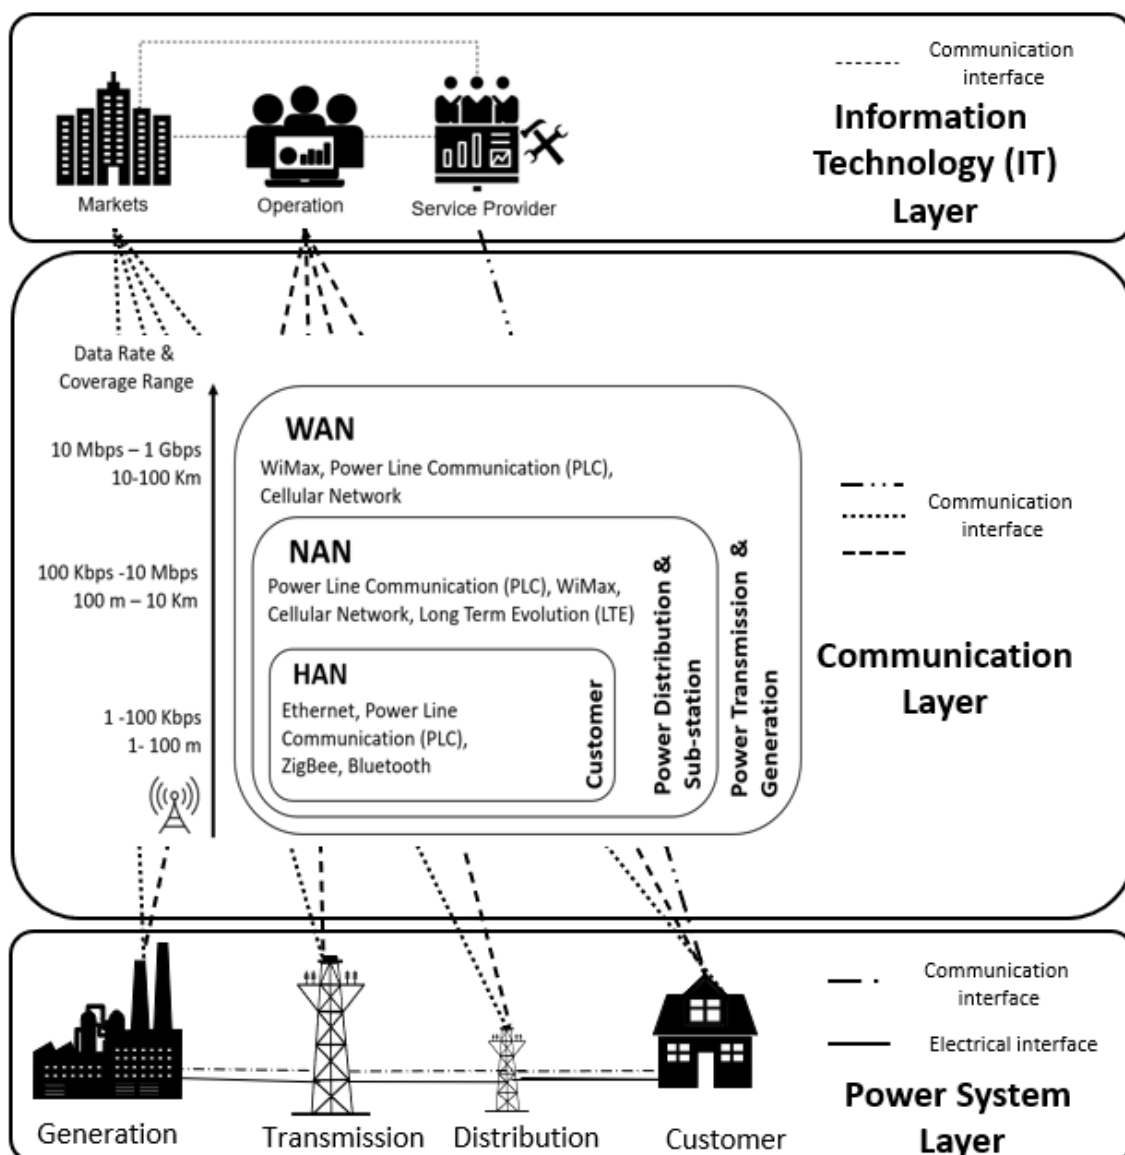 Communication
interface
Information
Technology (IT)
Layer
Markets
Operation
Service Provider
Data Rate &
Coverage Range
10 Mbps – 1 Gbps
10-100 Km
100 Kbps -10 Mbps
100 m – 10 Km
1 -100 Kbps
1- 100 m
WAN
WiMax, Power Line Communication (PLC),
Cellular Network
NAN
Power Line Communication (PLC), WiMax,
Cellular Network, Long Term Evolution (LTE)
HAN
Ethernet, Power Line
Communication (PLC),
ZigBee, Bluetooth
Customer
Power Distribution &
Sub-station
Power Transmission &
Generation
Communication
interface
Communication
Layer
Communication
interface
Electrical interface
Power System
Layer
Generation
Transmission
Distribution
Customer